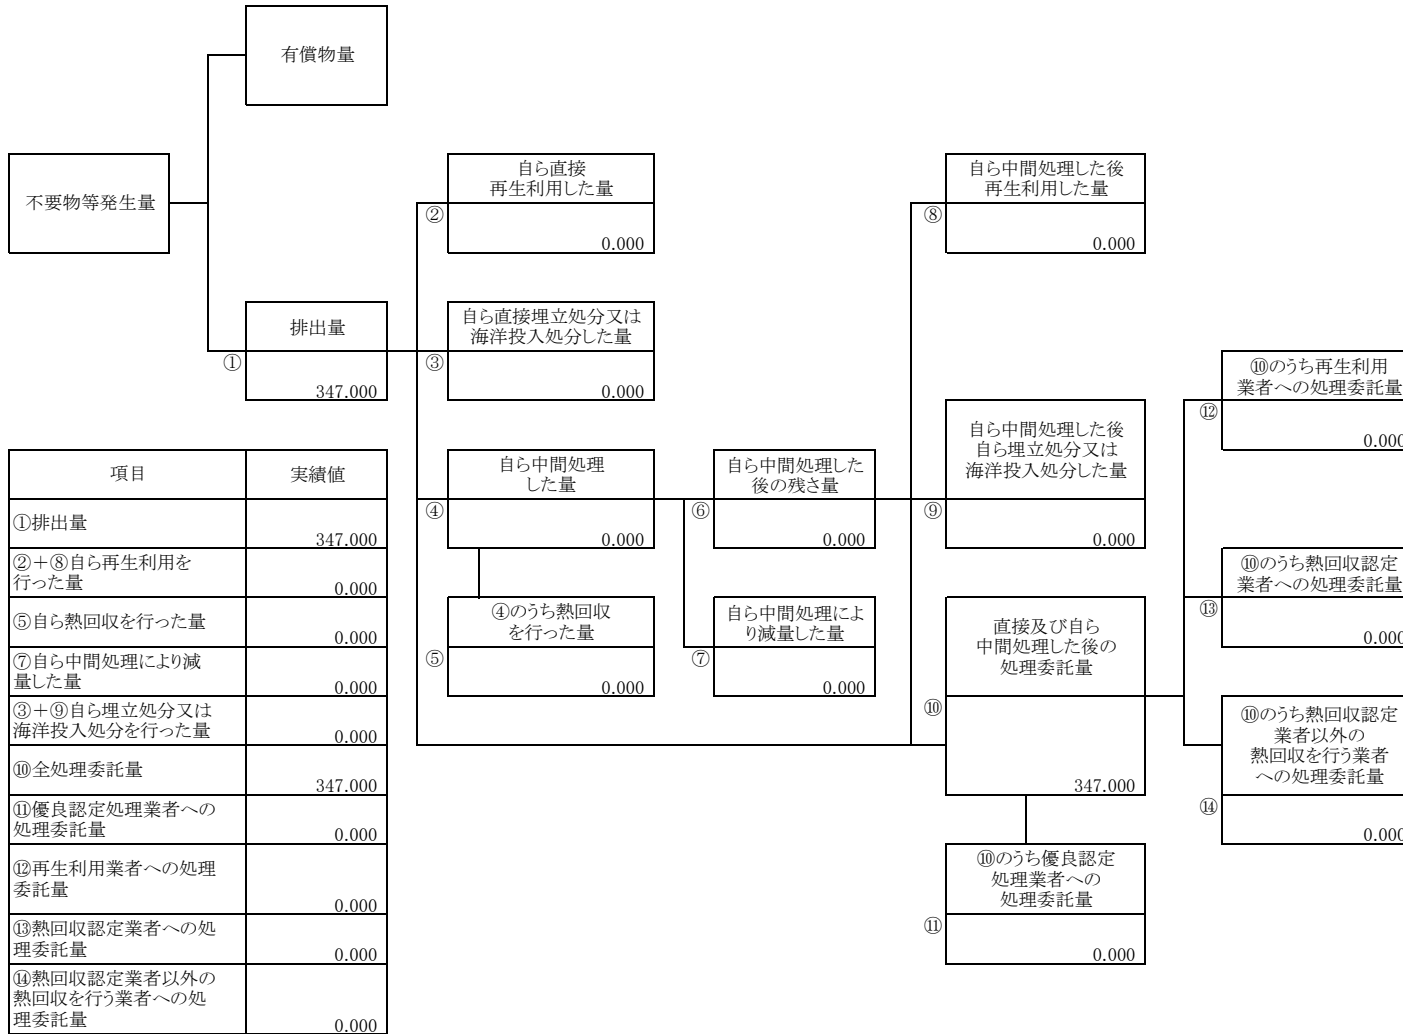 有償物量
不要物等発生量
自ら直接
再生利用した量
②
0.000
自ら中間処理した後
再生利用した量
⑧
0.000
排出量
①
347.000
自ら直接埋立処分又は
海洋投入処分した量
③
0.000
⑩のうち再生利用
業者への処理委託量
⑫
0.000
自ら中間処理
した量
④
0.000
自ら中間処理した
後の残さ量
⑥
0.000
自ら中間処理した後
自ら埋立処分又は
海洋投入処分した量
⑨
0.000
⑩のうち熱回収認定
業者への処理委託量
⑬
0.000
④のうち熱回収
を行った量
⑤
0.000
自ら中間処理によ
り減量した量
⑦
0.000
直接及び自ら
中間処理した後の
処理委託量
⑩
347.000
⑩のうち熱回収認定
業者以外の
熱回収を行う業者
への処理委託量
⑭
0.000
⑩のうち優良認定
処理業者への
処理委託量
⑪
0.000
項目 実績値
①排出量
347.000
②+⑧自ら再生利用を
行った量
0.000
⑤自ら熱回収を行った量
0.000
⑦自ら中間処理により減
量した量
0.000
③+⑨自ら埋立処分又は
海洋投入処分を行った量
0.000
⑩全処理委託量
347.000
⑪優良認定処理業者への
処理委託量
0.000
⑫再生利用業者への処理
委託量
0.000
⑬熱回収認定業者への処
理委託量
0.000
⑭熱回収認定業者以外の
熱回収を行う業者への処
理委託量
0.000